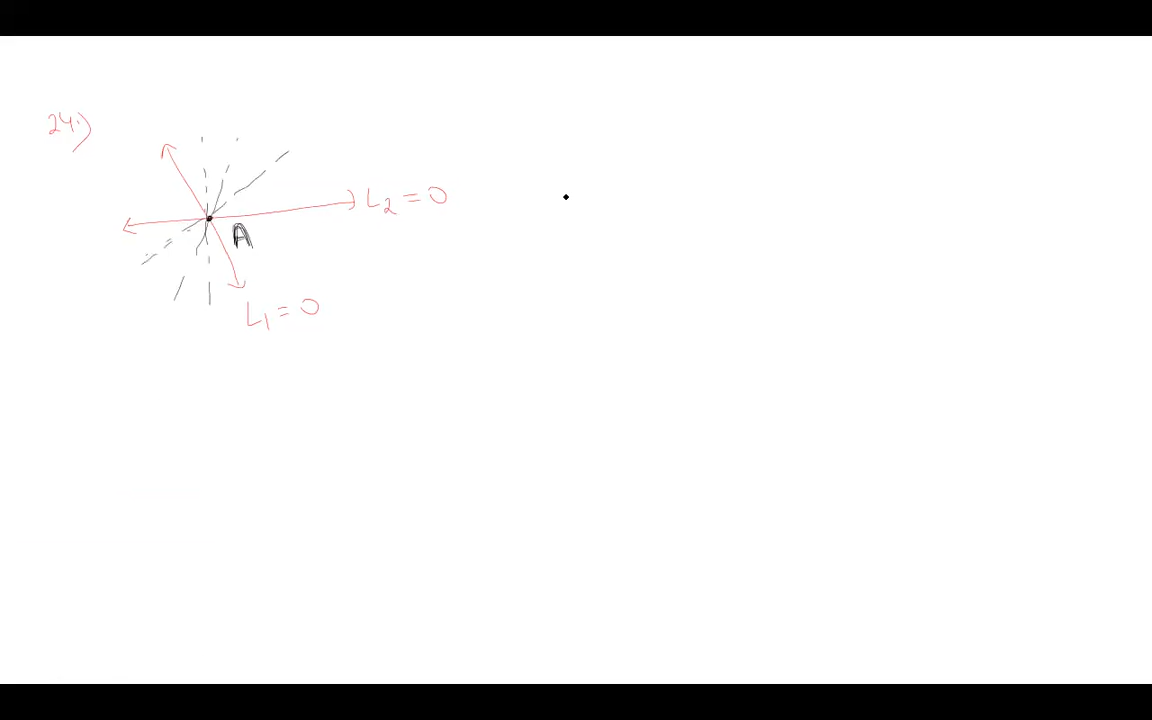 24.)
L₂ = 0
A
L₁ = 0